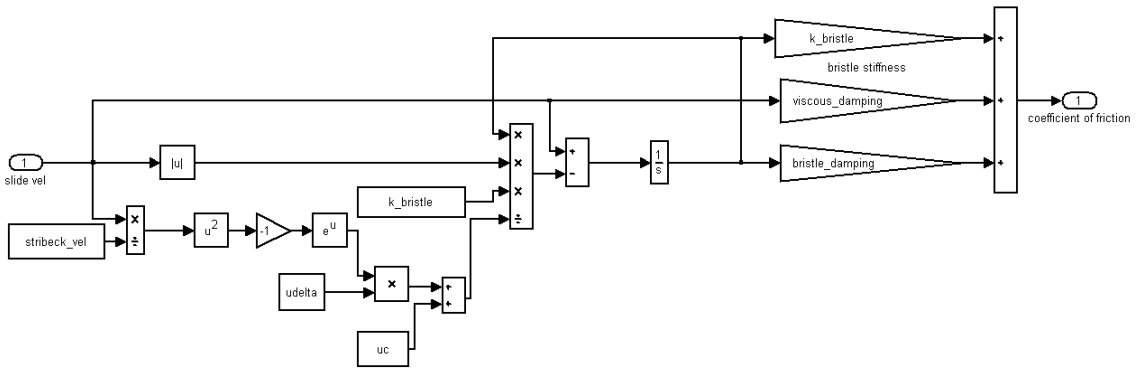 k_bristle
+
bristle stiffness
viscous_damping
+
1
coefficient of friction
×
1
slide vel
|u|
×
+
−
1
s
bristle_damping
+
k_bristle
×
÷
×
÷
stribeck_vel
u2
-1
eu
udelta
×
+
+
uc